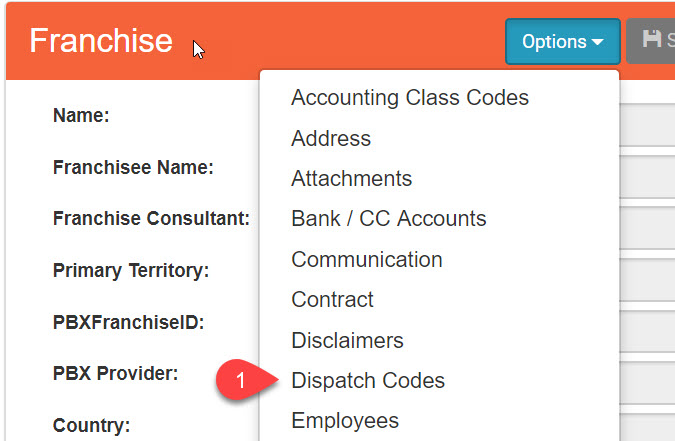 Franchise
Options
S
Name:
Franchisee Name:
Franchise Consultant:
Primary Territory:
PBXFranchiseID:
PBX Provider:
Country:
Accounting Class Codes
Address
Attachments
Bank / CC Accounts
Communication
Contract
Disclaimers
1
Dispatch Codes
Employees